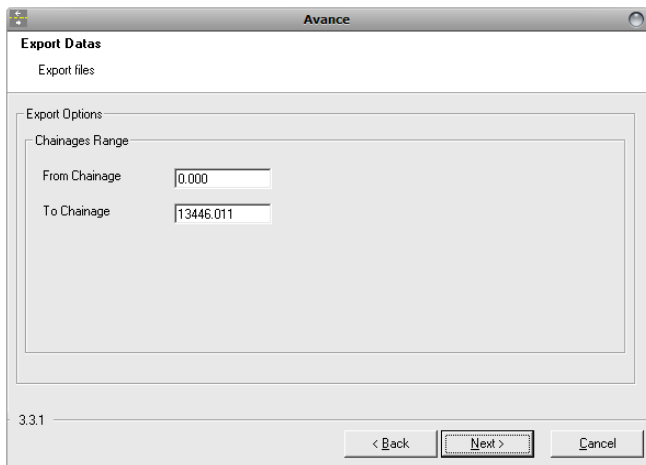 Avance
Export Datas
Export files
Export Options
Chainages Range
From Chainage 0.000
To Chainage 13446.011
3.3.1
< Back Next > Cancel